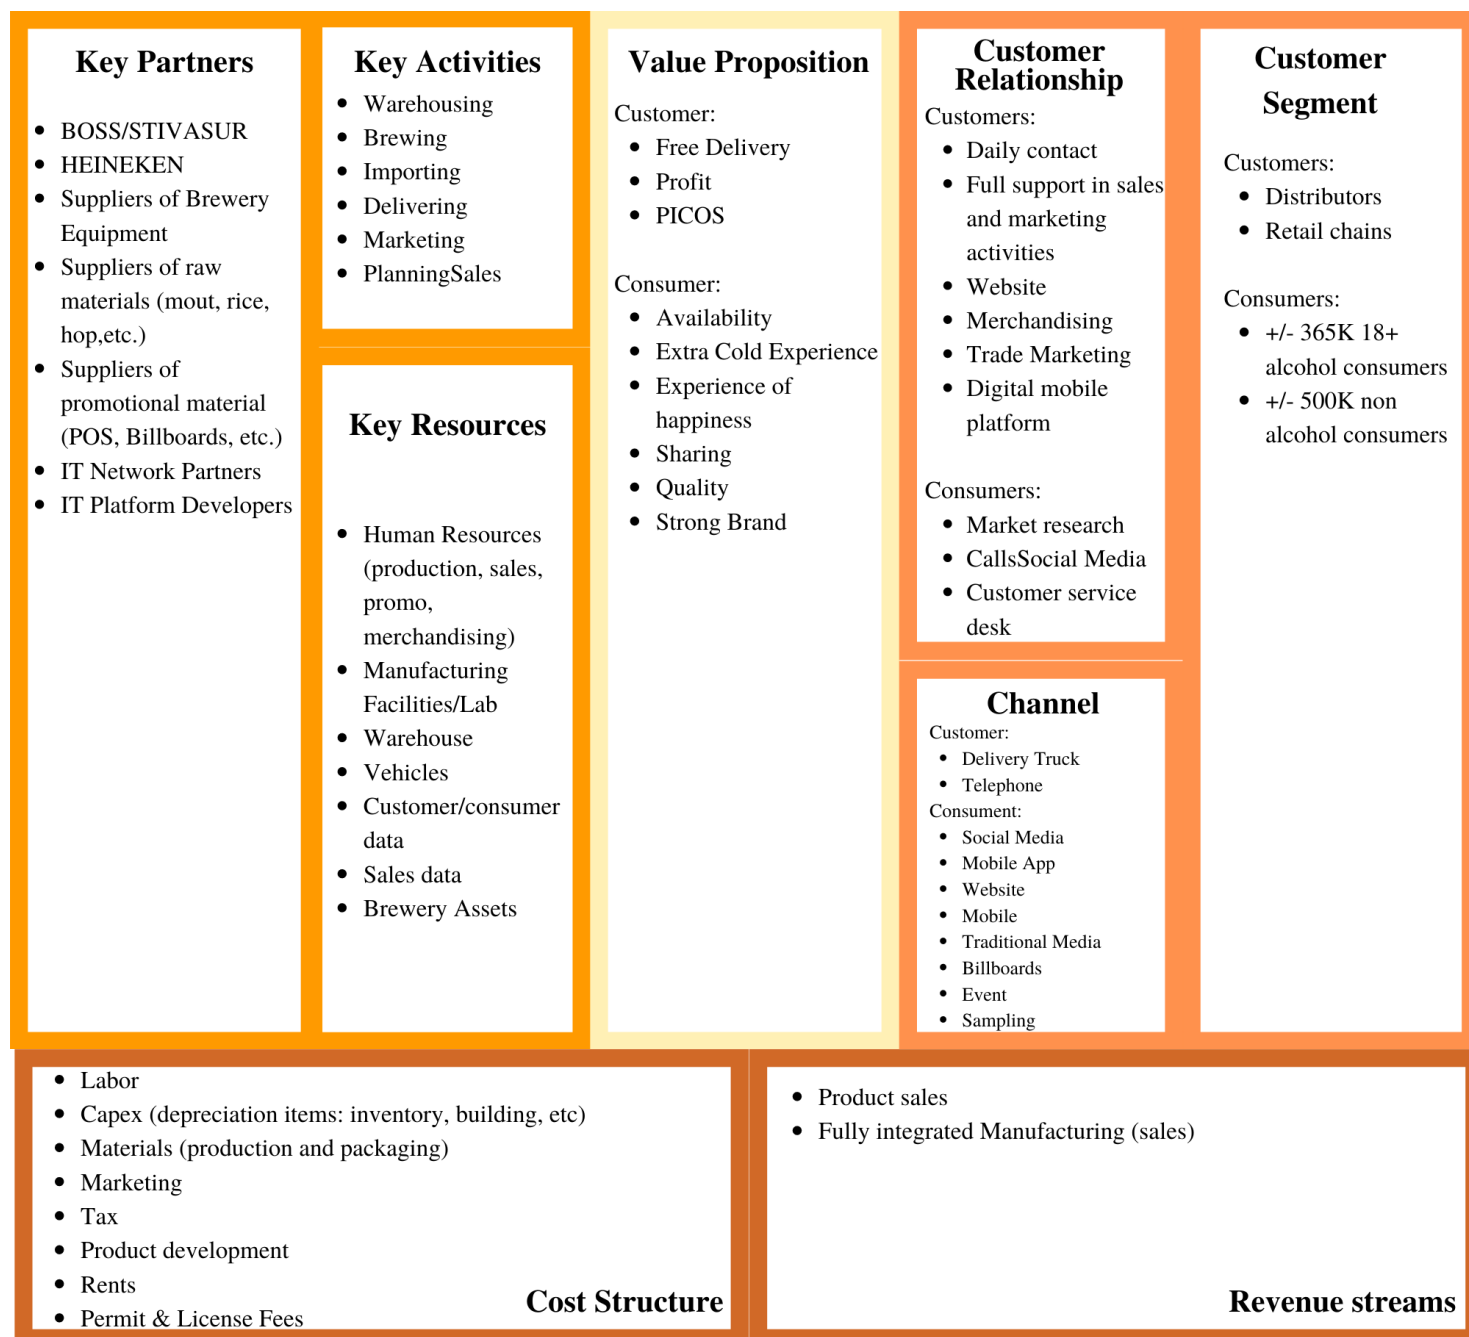 Key Partners
BOSS/STIVASUR
HEINEKEN
Suppliers of Brewery
Equipment
Suppliers of raw
materials (mout, rice,
hop,etc.)
Suppliers of
promotional material
(POS, Billboards, etc.)
IT Network Partners
IT Platform Developers
Key Activities
Warehousing
Brewing
Importing
Delivering
Marketing
PlanningSales
Key Resources
Human Resources
(production, sales,
promo,
merchandising)
Manufacturing
Facilities/Lab
Warehouse
Vehicles
Customer/consumer
data
Sales data
Brewery Assets
Value Proposition
Customer:
Free Delivery
Profit
PICOS
Consumer:
Availability
Extra Cold Experience
Experience of
happiness
Sharing
Quality
Strong Brand
Customer
Relationship
Customers:
Daily contact
Full support in sales
and marketing
activities
Website
Merchandising
Trade Marketing
Digital mobile
platform
Consumers:
Market research
CallsSocial Media
Customer service
desk
Channel
Customer:
Delivery Truck
Telephone
Consument:
Social Media
Mobile App
Website
Mobile
Traditional Media
Billboards
Event
Sampling
Customer
Segment
Customers:
Distributors
Retail chains
Consumers:
+/- 365K 18+
alcohol consumers
+/- 500K non
alcohol consumers
Labor
Capex (depreciation items: inventory, building, etc)
Materials (production and packaging)
Marketing
Tax
Product development
Rents
Permit & License Fees
Cost Structure
Product sales
Fully integrated Manufacturing (sales)
Revenue streams